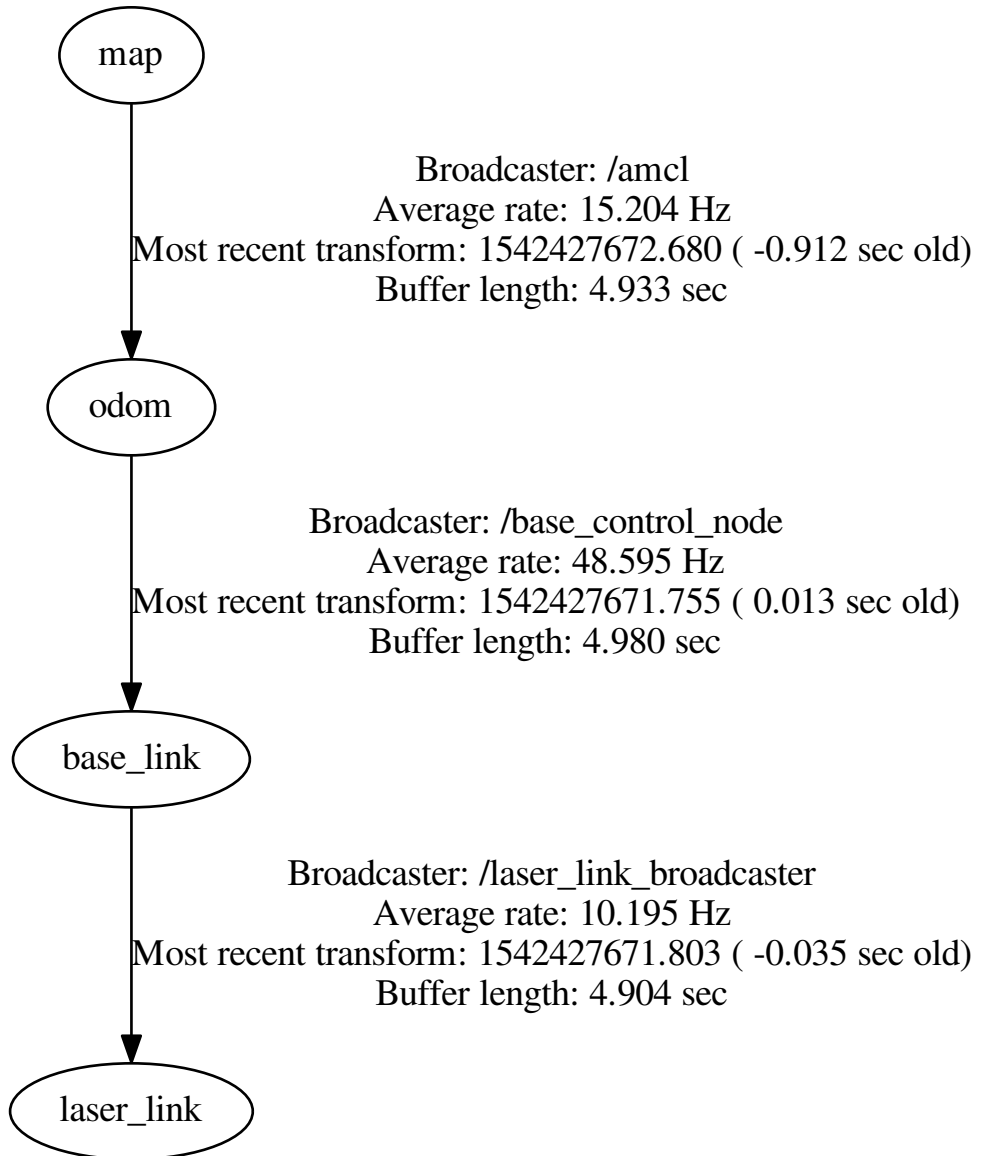 map
Broadcaster: /amcl
Average rate: 15.204 Hz
Most recent transform: 1542427672.680 ( -0.912 sec old)
Buffer length: 4.933 sec
odom
Broadcaster: /base_control_node
Average rate: 48.595 Hz
Most recent transform: 1542427671.755 ( 0.013 sec old)
Buffer length: 4.980 sec
base_link
Broadcaster: /laser_link_broadcaster
Average rate: 10.195 Hz
Most recent transform: 1542427671.803 ( -0.035 sec old)
Buffer length: 4.904 sec
laser_link